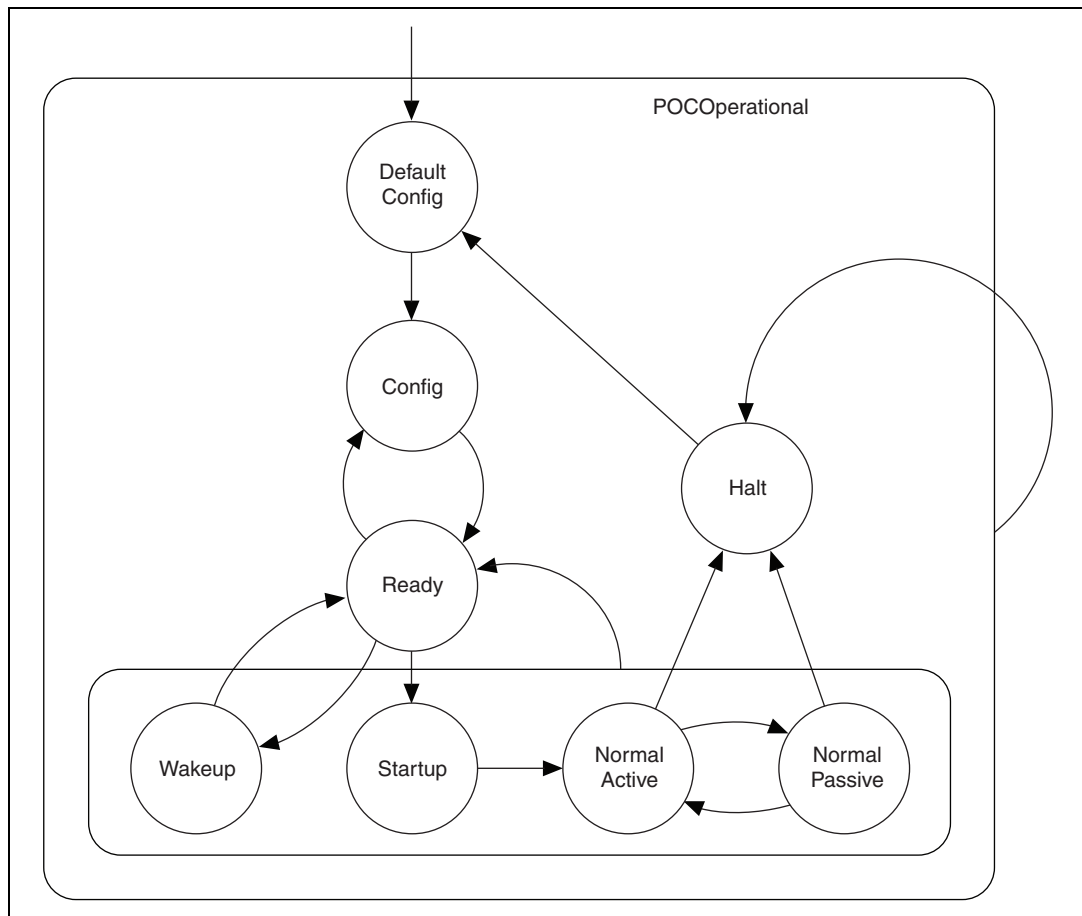 POCOperational
Default
Config
Config
Halt
Ready
Wakeup
Startup
Normal
Active
Normal
Passive